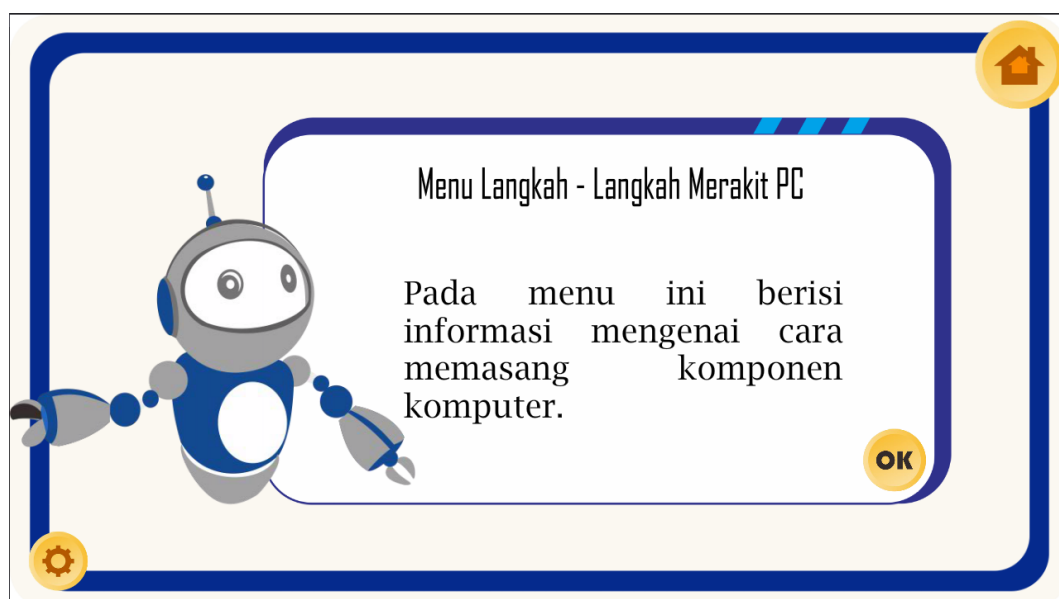 Menu Langkah - Langkah Merakit PC
Pada menu ini berisi
informasi mengenai cara
memasang komponen
komputer.
OK